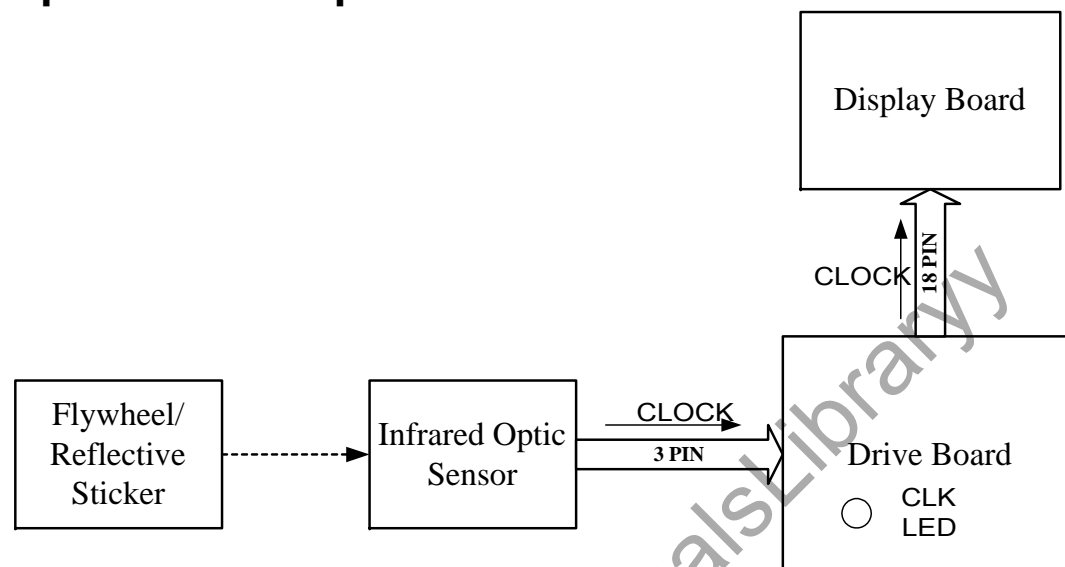 Display Board
CLOCK
18 PIN
Flywheel/
Reflective
Sticker
Infrared Optic
Sensor
CLOCK
3 PIN
Drive Board
CLK
LED